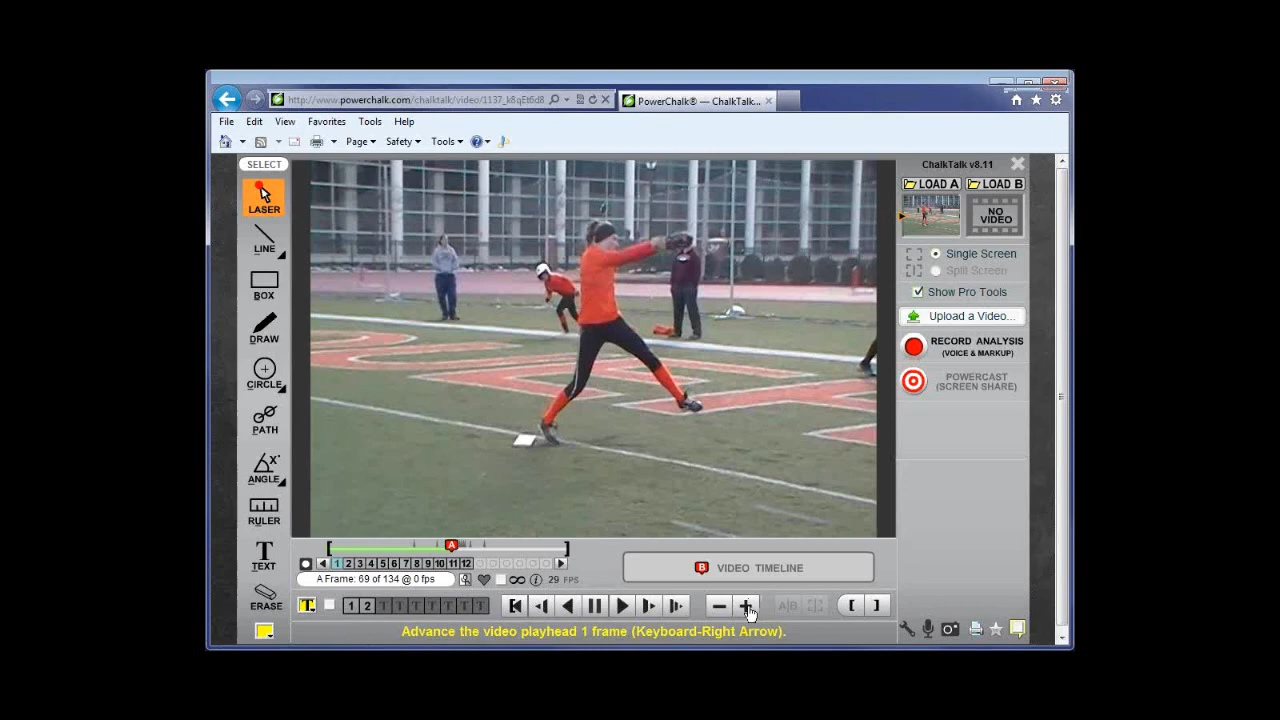 http://www.powerchalk.com/chalktalk/video/1137_k8qEt6d8
PowerChalk® — ChalkTalk...
File Edit View Favorites Tools Help
Page Safety Tools
SELECT
LASER
LINE
BOX
DRAW
CIRCLE
PATH
X°
ANGLE
RULER
T
TEXT
ERASE
ChalkTalk v8.11
LOAD A LOAD B
NO
VIDEO
Single Screen
Split Screen
Show Pro Tools
Upload a Video...
RECORD ANALYSIS
(VOICE & MARKUP)
POWERCAST
(SCREEN SHARE)
A
1 2 3 4 5 6 7 8 9 10 11 12
A Frame: 69 of 134 @ 0 fps
29 FPS
B VIDEO TIMELINE
T 1 2 T T T T T T
A|B
Advance the video playhead 1 frame (Keyboard-Right Arrow).